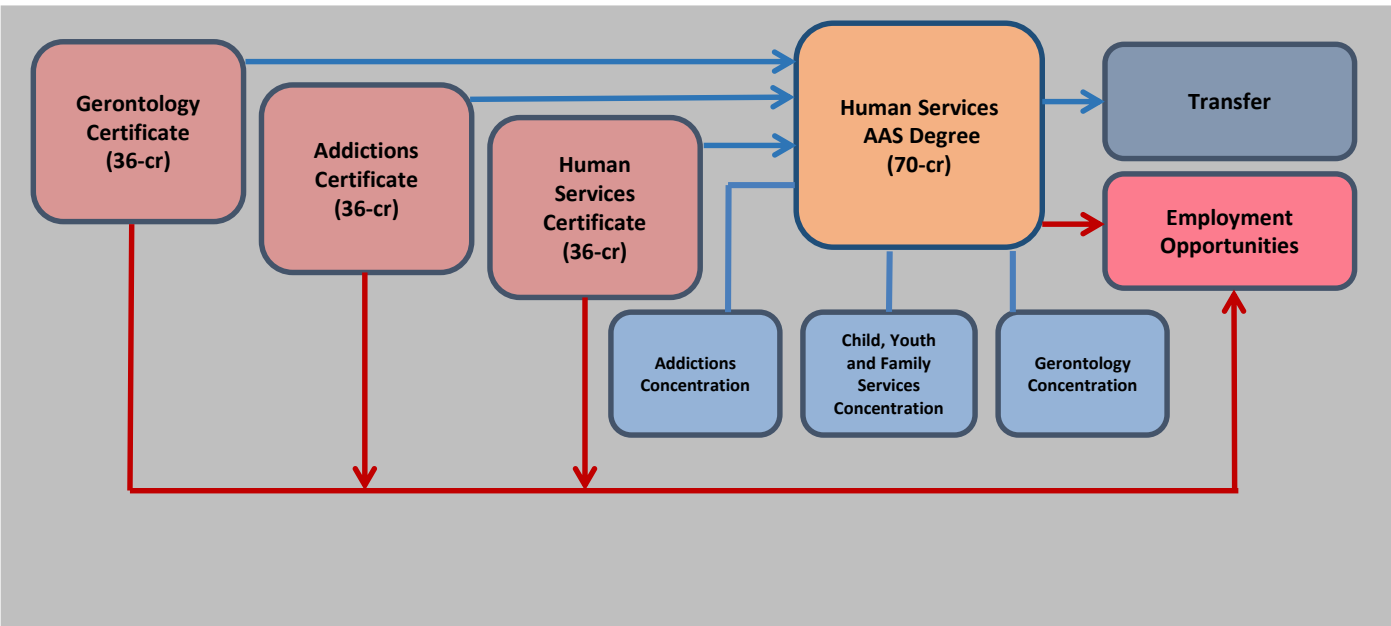 Gerontology
Certificate
(36-cr)
Addictions
Certificate
(36-cr)
Human
Services
Certificate
(36-cr)
Human Services
AAS Degree
(70-cr)
Transfer
Employment
Opportunities
Addictions
Concentration
Child, Youth
and Family
Services
Concentration
Gerontology
Concentration